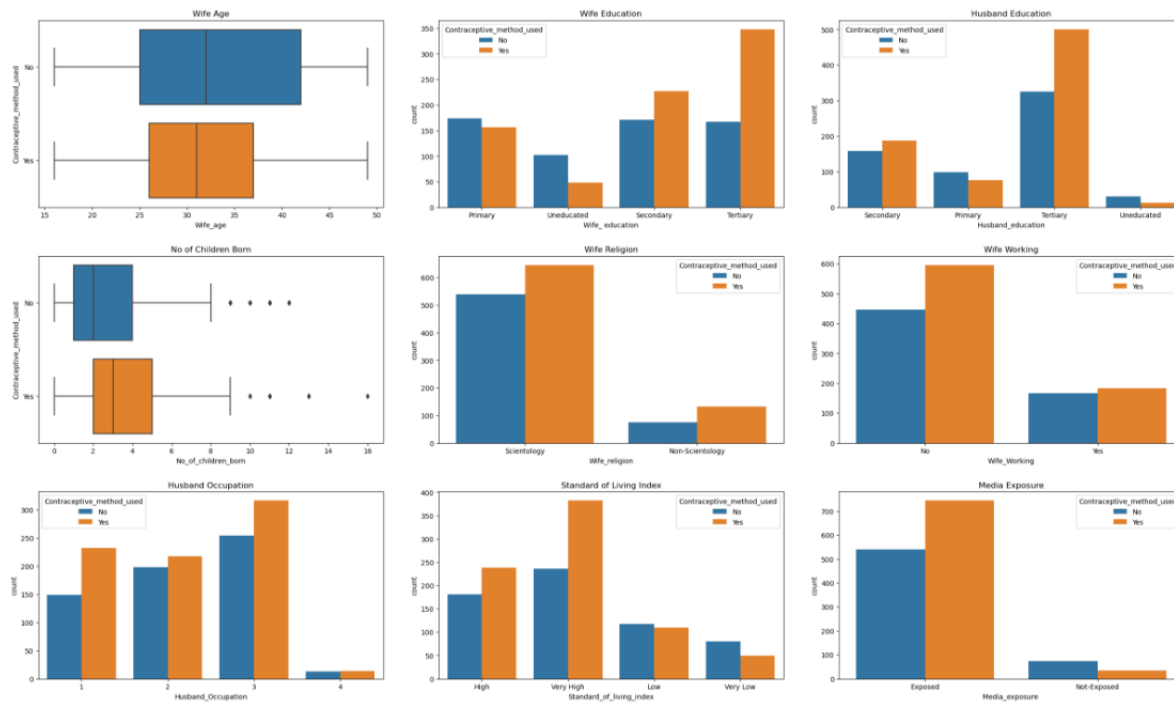 Wife Age
Contraceptive_method_used
No
Yes
15 20 25 30 35 40 45 50
Wife_age
Wife Education
Contraceptive_method_used
No
Yes
count
350
300
250
200
150
100
50
0
Primary Uneducated Secondary Tertiary
Wife_ education
Husband Education
Contraceptive_method_used
No
Yes
count
500
400
300
200
100
0
Secondary Primary Tertiary Uneducated
Husband_education
No of Children Born
Contraceptive_method_used
No
Yes
0 2 4 6 8 10 12 14 16
No_of_children_born
Wife Religion
Contraceptive_method_used
No
Yes
count
600
500
400
300
200
100
0
Scientology Non-Scientology
Wife_religion
Wife Working
Contraceptive_method_used
No
Yes
count
600
500
400
300
200
100
0
No Yes
Wife_Working
Husband Occupation
Contraceptive_method_used
No
Yes
count
300
250
200
150
100
50
0
1 2 3 4
Husband_Occupation
Standard of Living Index
Contraceptive_method_used
No
Yes
count
400
350
300
250
200
150
100
50
0
High Very High Low Very Low
Standard_of_living_index
Media Exposure
Contraceptive_method_used
No
Yes
count
700
600
500
400
300
200
100
0
Exposed Not-Exposed
Media_exposure